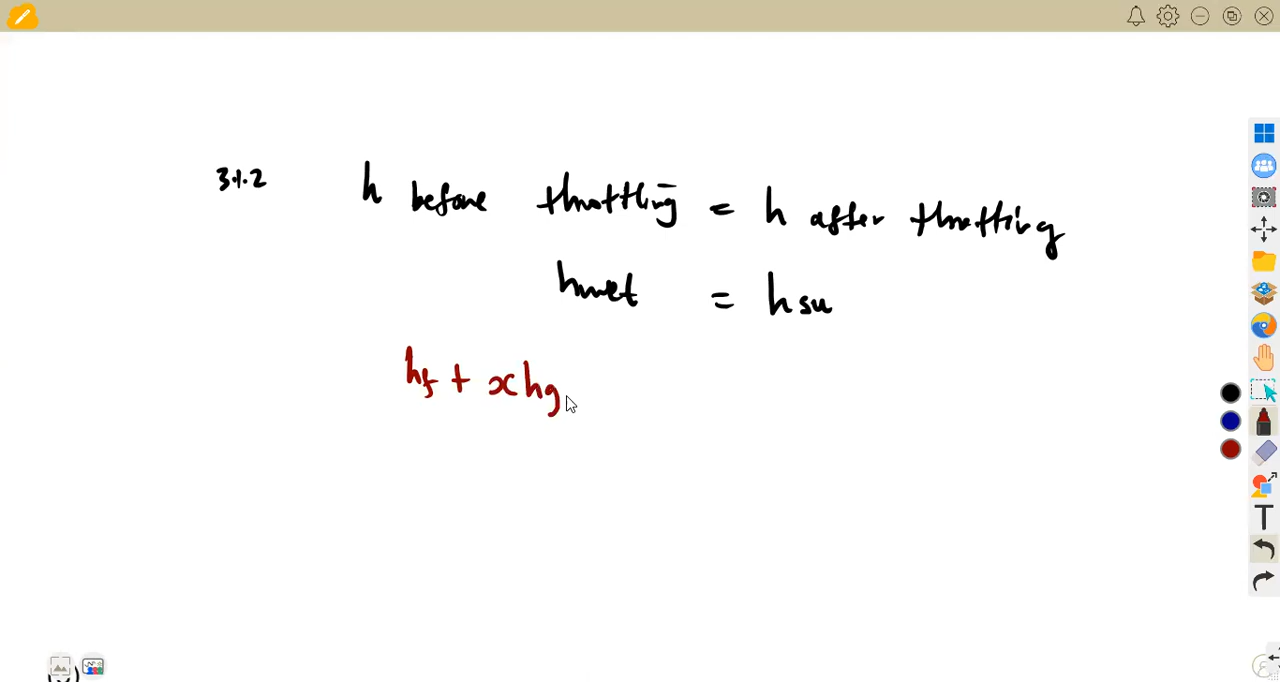 3.1.2 h before throttling = h after throttling
hwet = hsu
hf + xhg